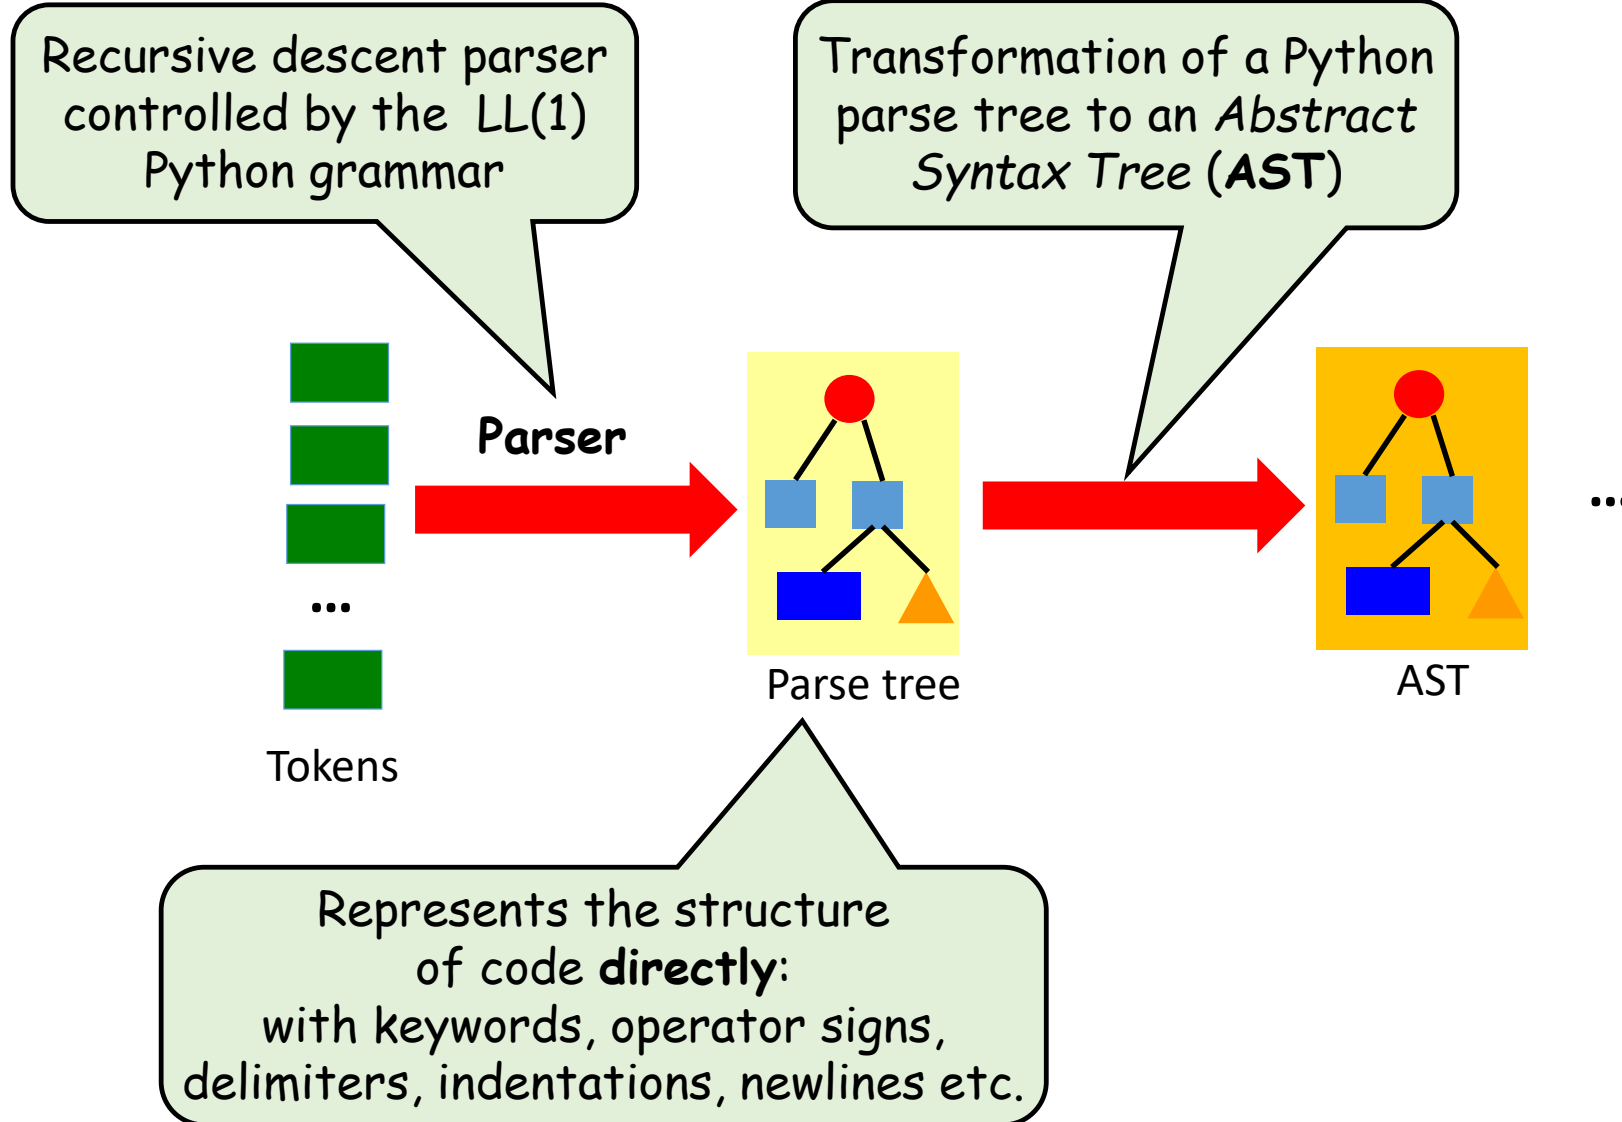 Recursive descent parser
controlled by the LL(1)
Python grammar
Transformation of a Python
parse tree to an Abstract
Syntax Tree (AST)
Parser
...
...
Parse tree
AST
Tokens
Represents the structure
of code directly:
with keywords, operator signs,
delimiters, indentations, newlines etc.